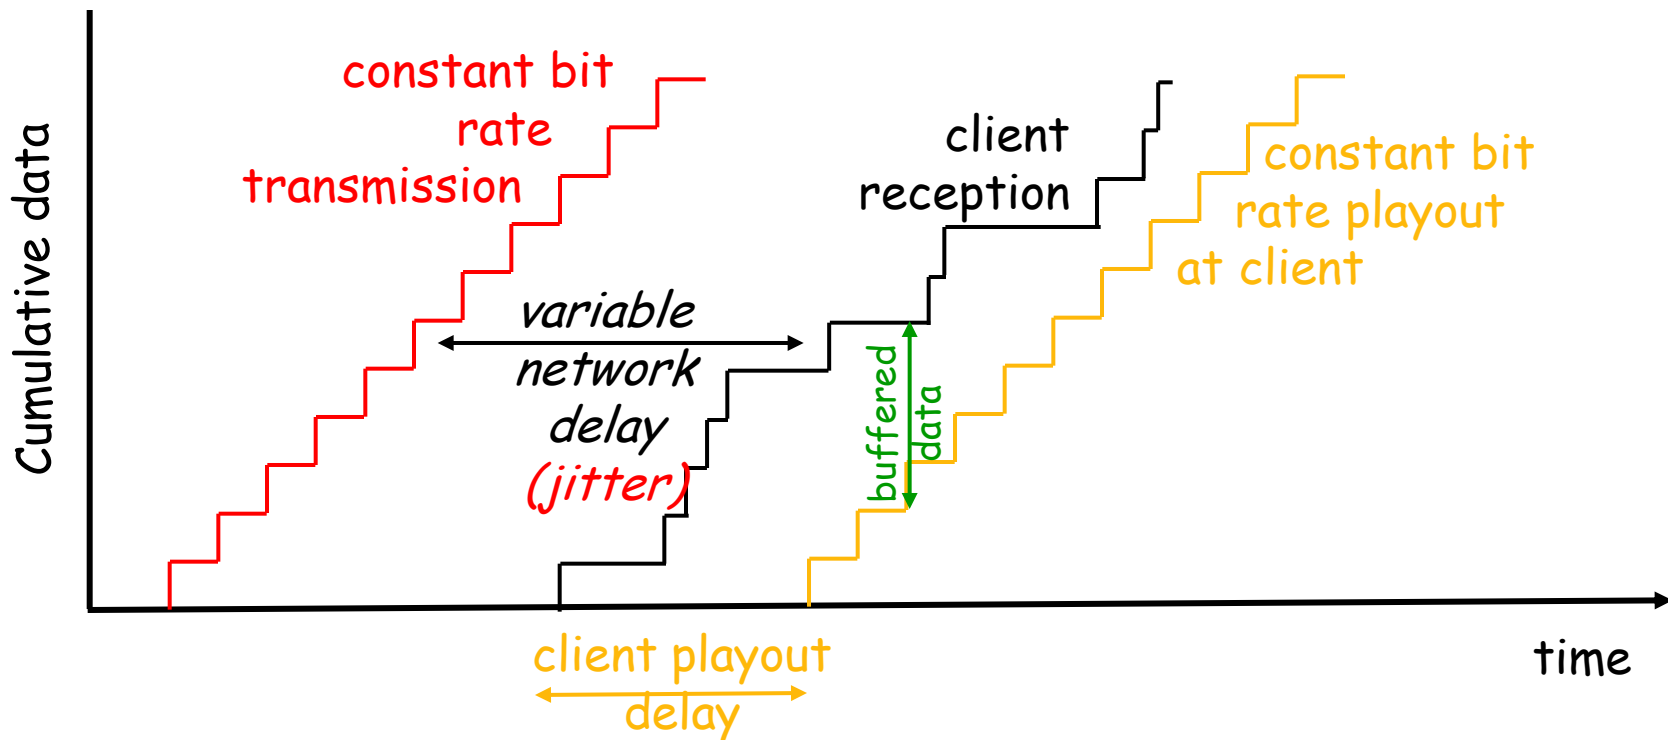 constant bit
rate
transmission
client
reception
constant bit
rate playout
at client
Cumulative data
variable
network
delay
(jitter)
buffered
data
client playout
delay
time